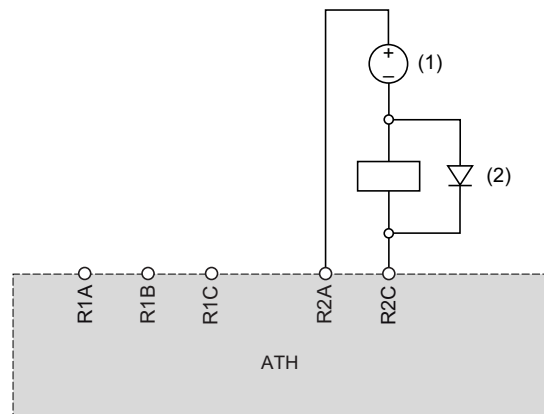 +
−
(1)
(2)
R1A
R1B
R1C
R2A
R2C
ATH